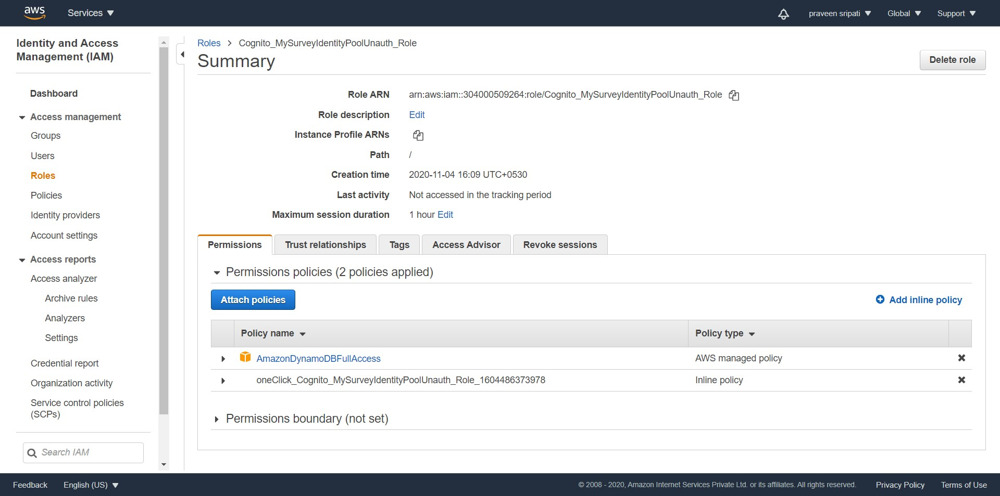 aws
Services
praveen sripati
Global
Support
Identity and Access
Management (IAM)
Dashboard
Access management
Groups
Users
Roles
Policies
Identity providers
Account settings
Access reports
Access analyzer
Archive rules
Analyzers
Settings
Credential report
Organization activity
Service control policies
(SCPs)
Search IAM
Roles > Cognito_MySurveyIdentityPoolUnauth_Role
Summary
Delete role
Role ARN arn:aws:iam::304000509264:role/Cognito_MySurveyIdentityPoolUnauth_Role
Role description Edit
Instance Profile ARNs
Path /
Creation time 2020-11-04 16:09 UTC+0530
Last activity Not accessed in the tracking period
Maximum session duration 1 hour Edit
Permissions Trust relationships Tags Access Advisor Revoke sessions
Permissions policies (2 policies applied)
Attach policies
Add inline policy
Policy name Policy type
AmazonDynamoDBFullAccess AWS managed policy
oneClick_Cognito_MySurveyIdentityPoolUnauth_Role_1604486373978 Inline policy
Permissions boundary (not set)
Feedback English (US) © 2008 - 2020, Amazon Internet Services Private Ltd. or its affiliates. All rights reserved. Privacy Policy Terms of Use